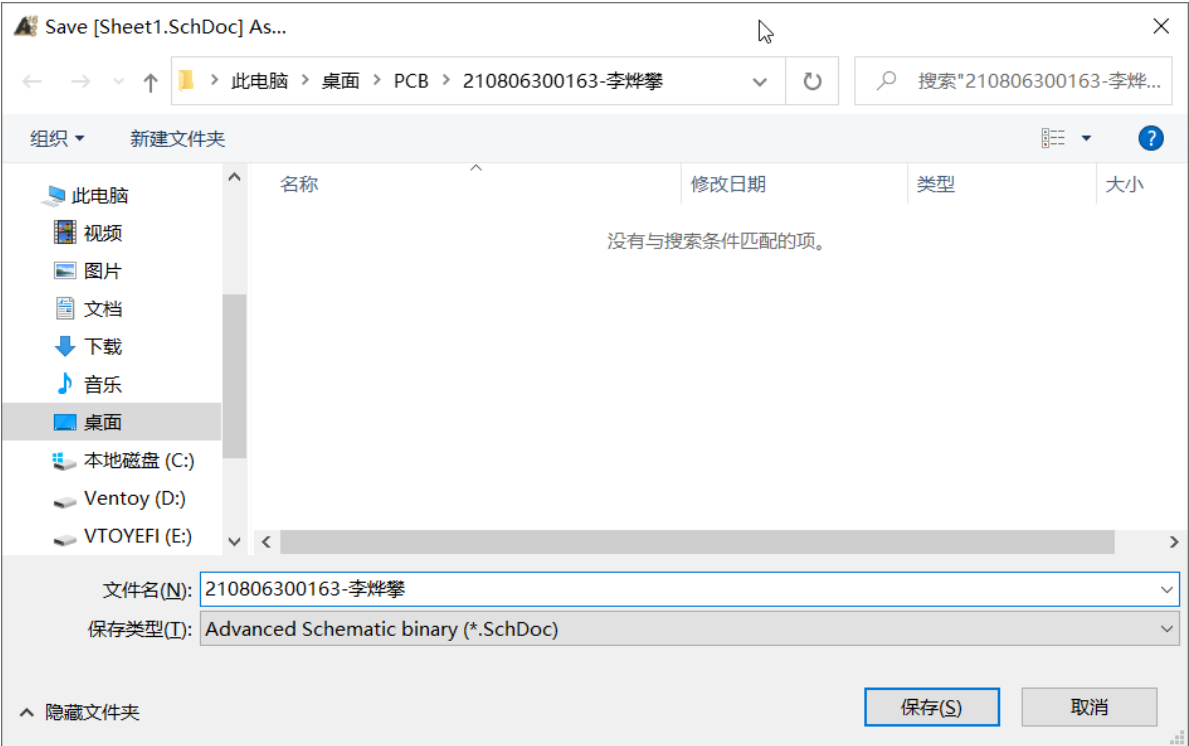 Save [Sheet1.SchDoc] As...
此电脑 > 桌面 > PCB > 210806300163-李烨攀
搜索"210806300163-李烨...
组织
新建文件夹
名称
修改日期
类型
大小
没有与搜索条件匹配的项。
此电脑
视频
图片
文档
下载
音乐
桌面
本地磁盘 (C:)
Ventoy (D:)
VTOYEFI (E:)
文件名(N): 210806300163-李烨攀
保存类型(T): Advanced Schematic binary (*.SchDoc)
隐藏文件夹
保存(S)
取消